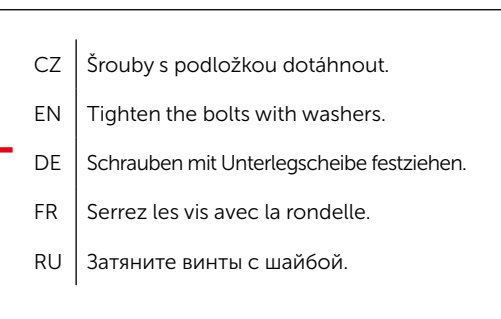 CZ Šrouby s podložkou dotáhnout.
EN Tighten the bolts with washers.
DE Schrauben mit Unterlegscheibe festziehen.
FR Serrez les vis avec la rondelle.
RU Затяните винты с шайбой.